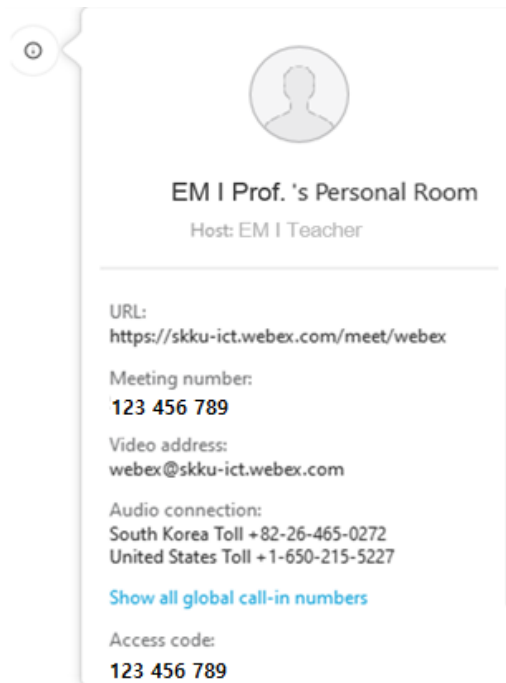 EM I Prof. 's Personal Room
Host: EM I Teacher
URL:
https://skku-ict.webex.com/meet/webex
Meeting number:
123 456 789
Video address:
webex@skku-ict.webex.com
Audio connection:
South Korea Toll +82-26-465-0272
United States Toll +1-650-215-5227
Show all global call-in numbers
Access code:
123 456 789